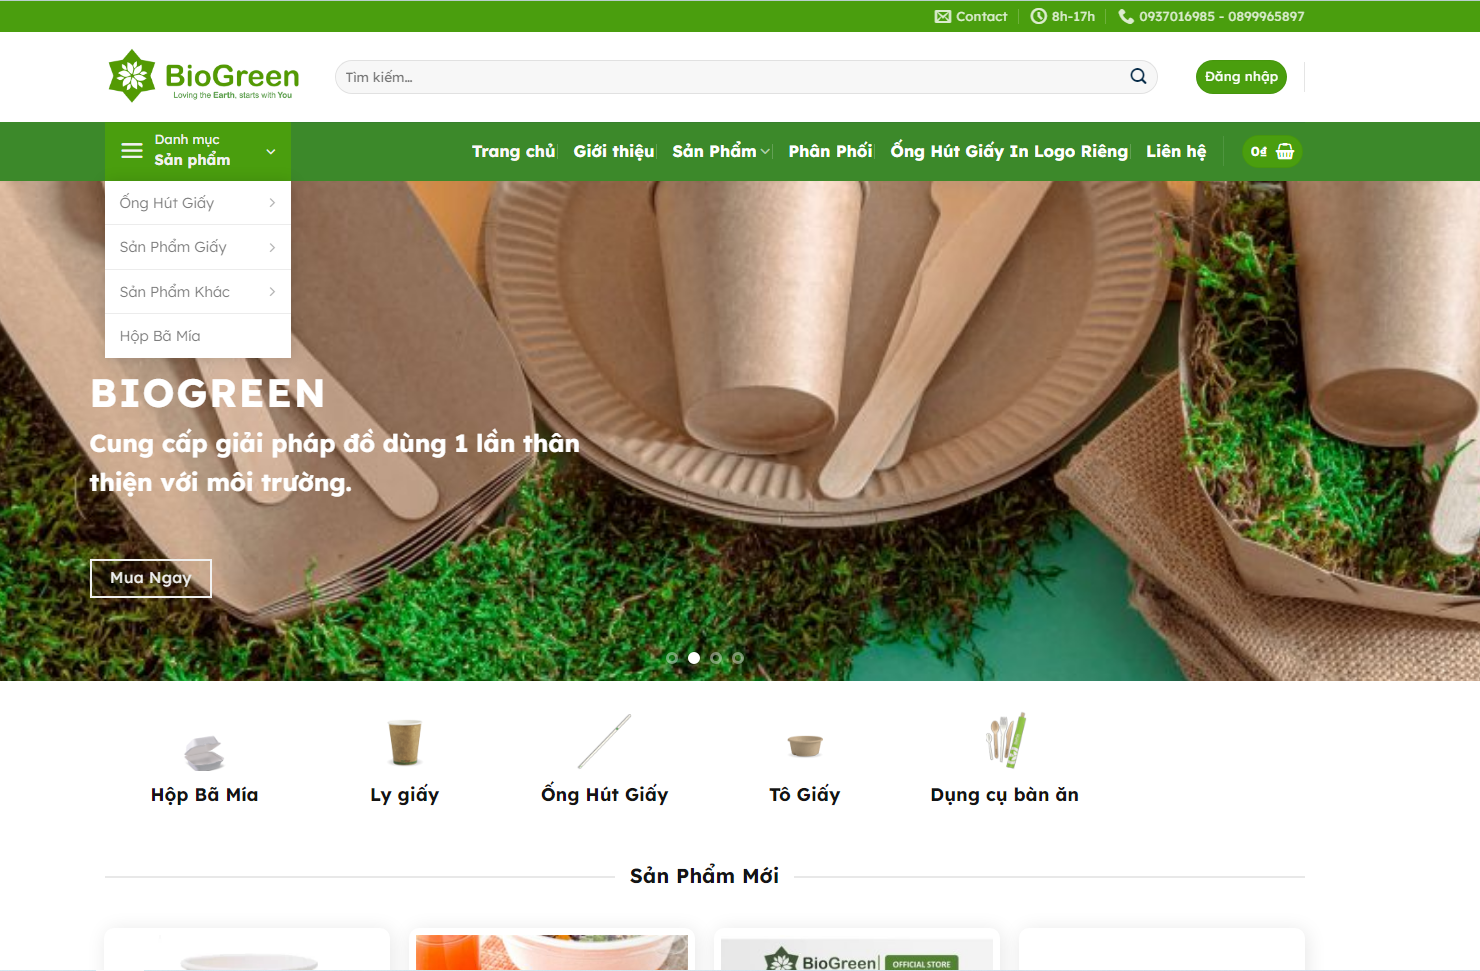 Contact
8h-17h
0937016985 - 0899965897
BioGreen
Loving the Earth, starts with You
Tìm kiếm...
Đăng nhập
Danh mục
Sản phẩm
Trang chủ
Giới thiệu
Sản Phẩm
Phân Phối
Ống Hút Giấy In Logo Riêng
Liên hệ
0₫
Ống Hút Giấy
Sản Phẩm Giấy
Sản Phẩm Khác
Hộp Bã Mía
BIOGREEN
Cung cấp giải pháp đồ dùng 1 lần thân
thiện với môi trường.
Mua Ngay
Hộp Bã Mía
Ly giấy
Ống Hút Giấy
Tô Giấy
Dụng cụ bàn ăn
Sản Phẩm Mới
BioGreen
OFFICIAL STORE